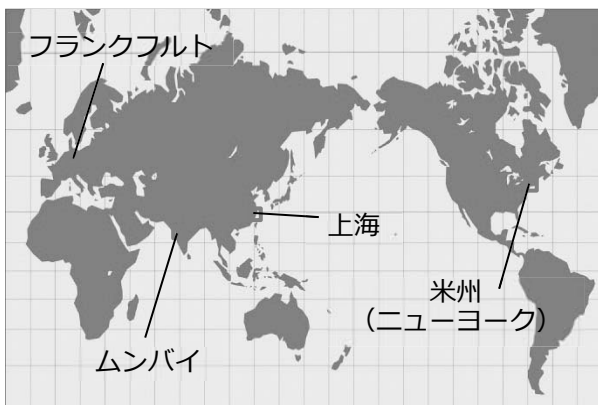 フランクフルト
上海
米州
（ニューヨーク）
ムンバイ